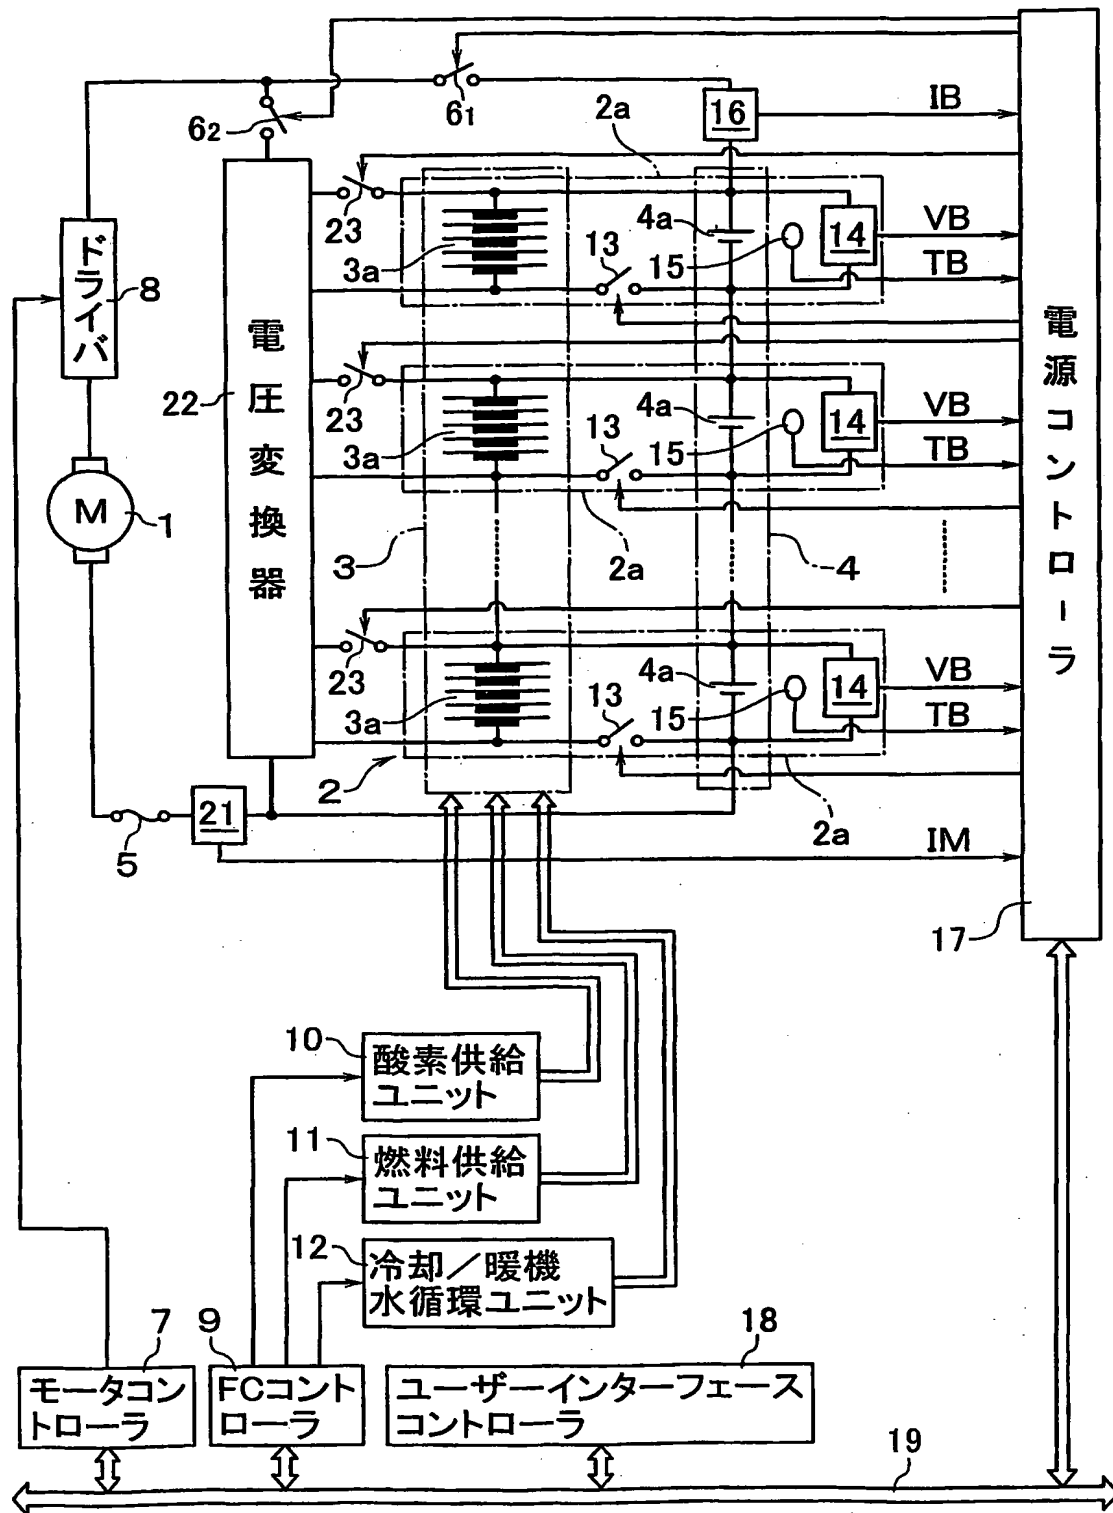 6₁
6₂
16
IB
2a
23
3a
13
4a
15
14
VB
TB
ドライバ
8
電圧変換器
22
電源コントローラ
23
3a
13
4a
15
14
VB
TB
M
1
3
2a
4
23
3a
13
4a
15
14
VB
TB
2
2a
5
21
IM
17
10
酸素供給
ユニット
11
燃料供給
ユニット
12
冷却/暖機
水循環ユニット
7
モータコン
トローラ
9
FCコント
ローラ
18
ユーザーインターフェース
コントローラ
19